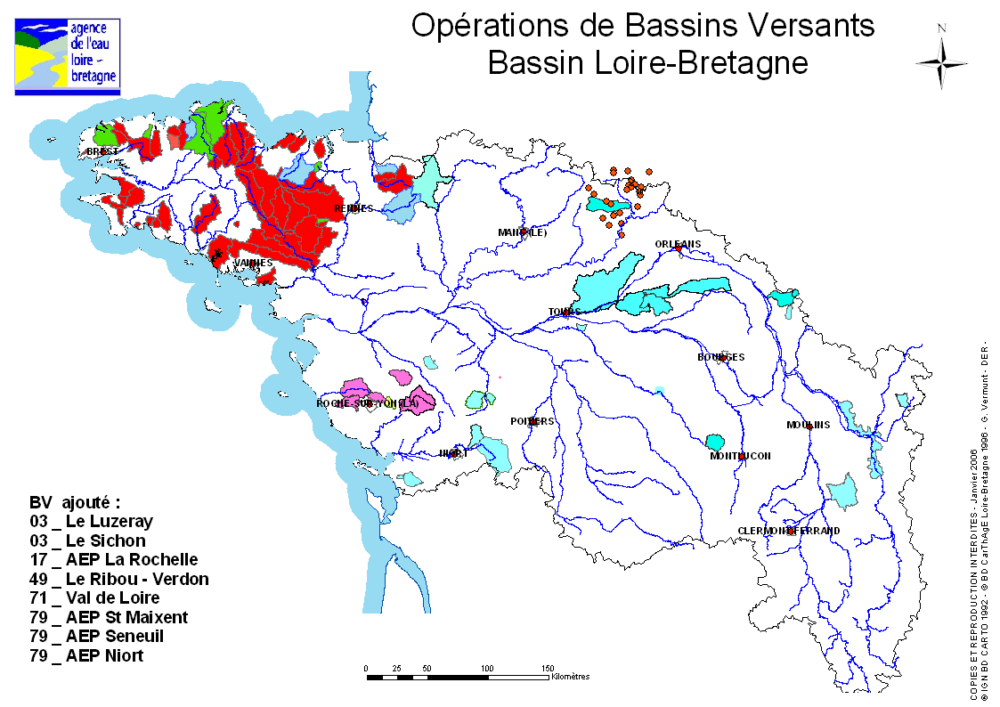 agence
de l'eau
loire -
bretagne
Opérations de Bassins Versants
Bassin Loire-Bretagne
N
BREST
RENNES
VANNES
MANS (LE)
ORLEANS
TOURS
BOURGES
ROCHE-SUR-YON (LA)
POITIERS
NIORT
MOULINS
MONTLUCON
CLERMONT-FERRAND
BV ajouté :
03 _ Le Luzeray
03 _ Le Sichon
17 _ AEP La Rochelle
49 _ Le Ribou - Verdon
71 _ Val de Loire
79 _ AEP St Maixent
79 _ AEP Seneuil
79 _ AEP Niort
0 25 50 100 150
Kilomètres
COPIES ET REPRODUCTION INTERDITES - Janvier 2006
© IGN BD CARTO 1992 - © BD CarThAgE Loire-Bretagne 1996 - G. Vermunt - DER -